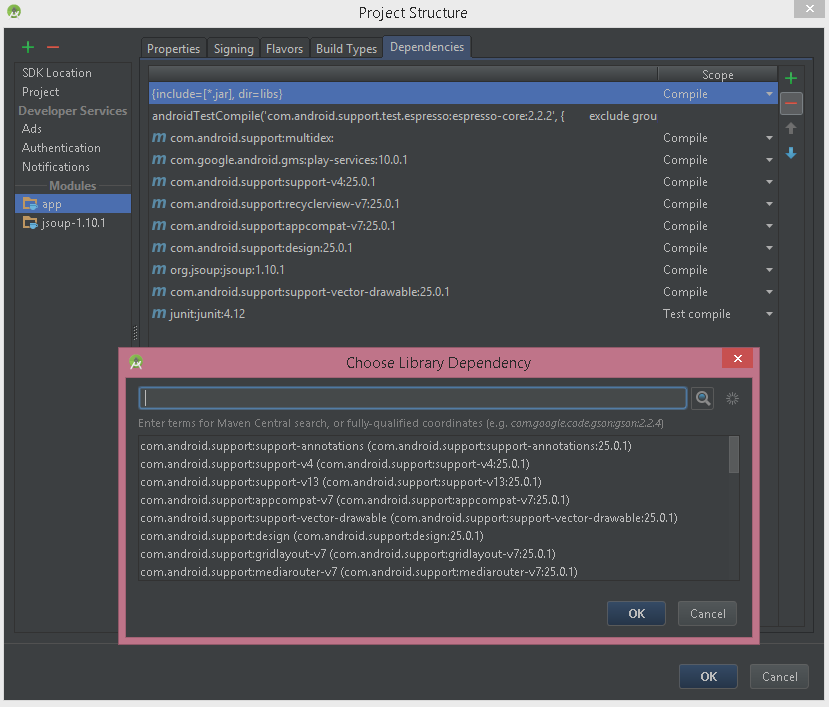 Project Structure
Properties Signing Flavors Build Types Dependencies
SDK Location
Project
Developer Services
Ads
Authentication
Notifications
Modules
app
jsoup-1.10.1
Scope
{include=[*.jar], dir=libs} Compile
androidTestCompile('com.android.support.test.espresso:espresso-core:2.2.2', { exclude grou
m com.android.support:multidex: Compile
m com.google.android.gms:play-services:10.0.1 Compile
m com.android.support:support-v4:25.0.1 Compile
m com.android.support:recyclerview-v7:25.0.1 Compile
m com.android.support:appcompat-v7:25.0.1 Compile
m com.android.support:design:25.0.1 Compile
m org.jsoup:jsoup:1.10.1 Compile
m com.android.support:support-vector-drawable:25.0.1 Compile
m junit:junit:4.12 Test compile
Choose Library Dependency
Enter terms for Maven Central search, or fully-qualified coordinates (e.g. com.google.code.gson:gson:2.2.4)
com.android.support:support-annotations (com.android.support:support-annotations:25.0.1)
com.android.support:support-v4 (com.android.support:support-v4:25.0.1)
com.android.support:support-v13 (com.android.support:support-v13:25.0.1)
com.android.support:appcompat-v7 (com.android.support:appcompat-v7:25.0.1)
com.android.support:support-vector-drawable (com.android.support:support-vector-drawable:25.0.1)
com.android.support:design (com.android.support:design:25.0.1)
com.android.support:gridlayout-v7 (com.android.support:gridlayout-v7:25.0.1)
com.android.support:mediarouter-v7 (com.android.support:mediarouter-v7:25.0.1)
OK Cancel
OK Cancel